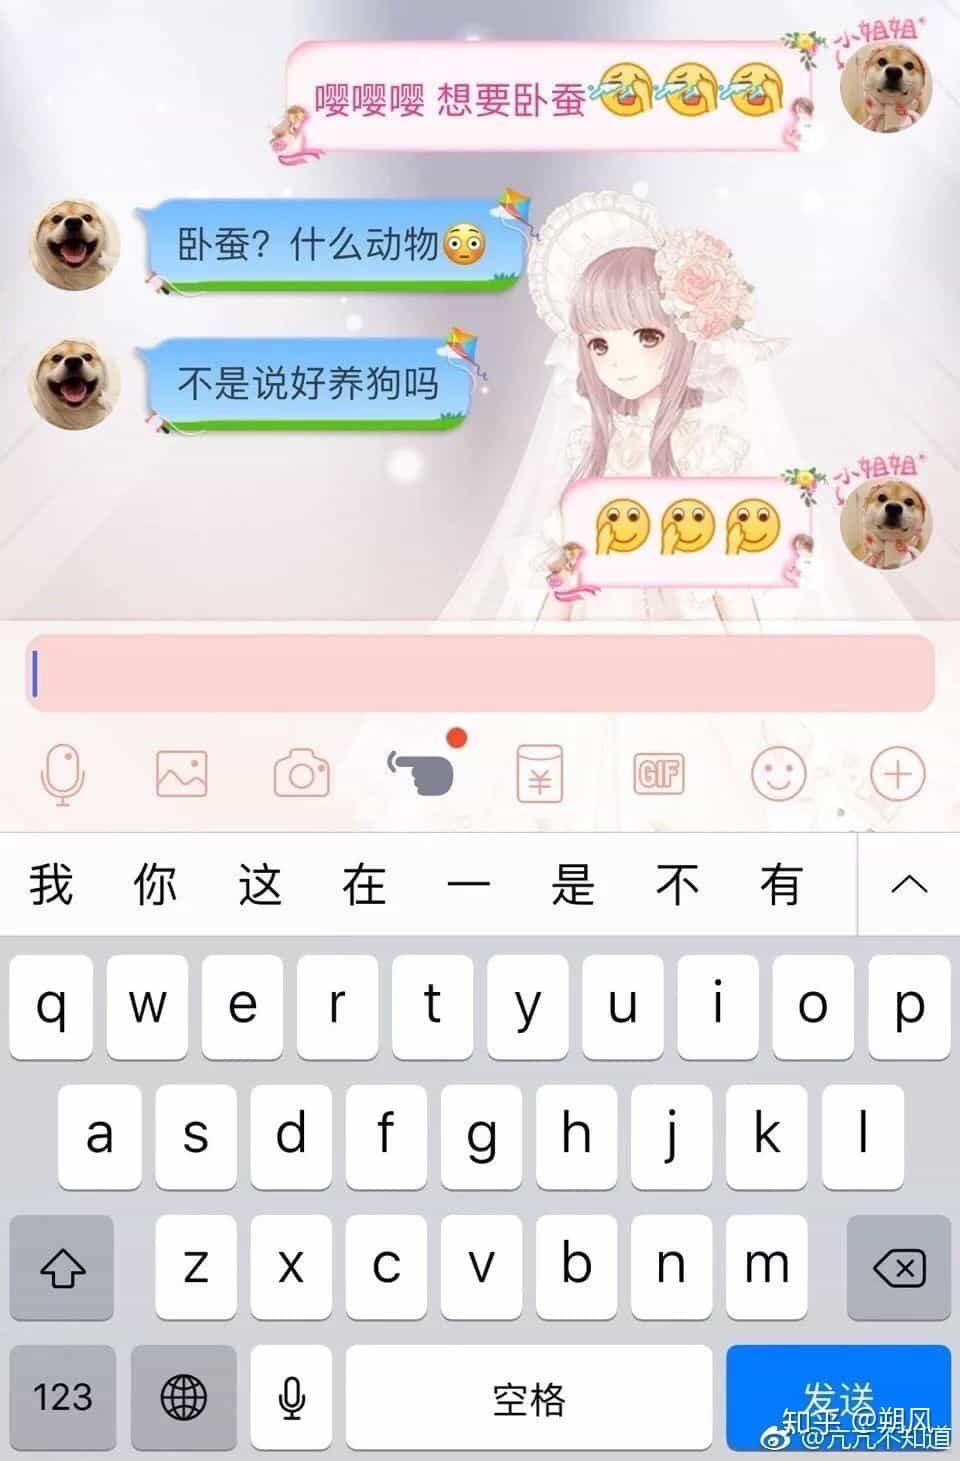 小姐姐
嘤嘤嘤 想要卧蚕
卧蚕？什么动物
不是说好养狗吗
小姐姐
GIF
我 你 这 在 一 是 不 有
q w e r t y u i o p
a s d f g h j k l
z x c v b n m
123 空格 发送
知乎 @朔风
@亢亢不知道